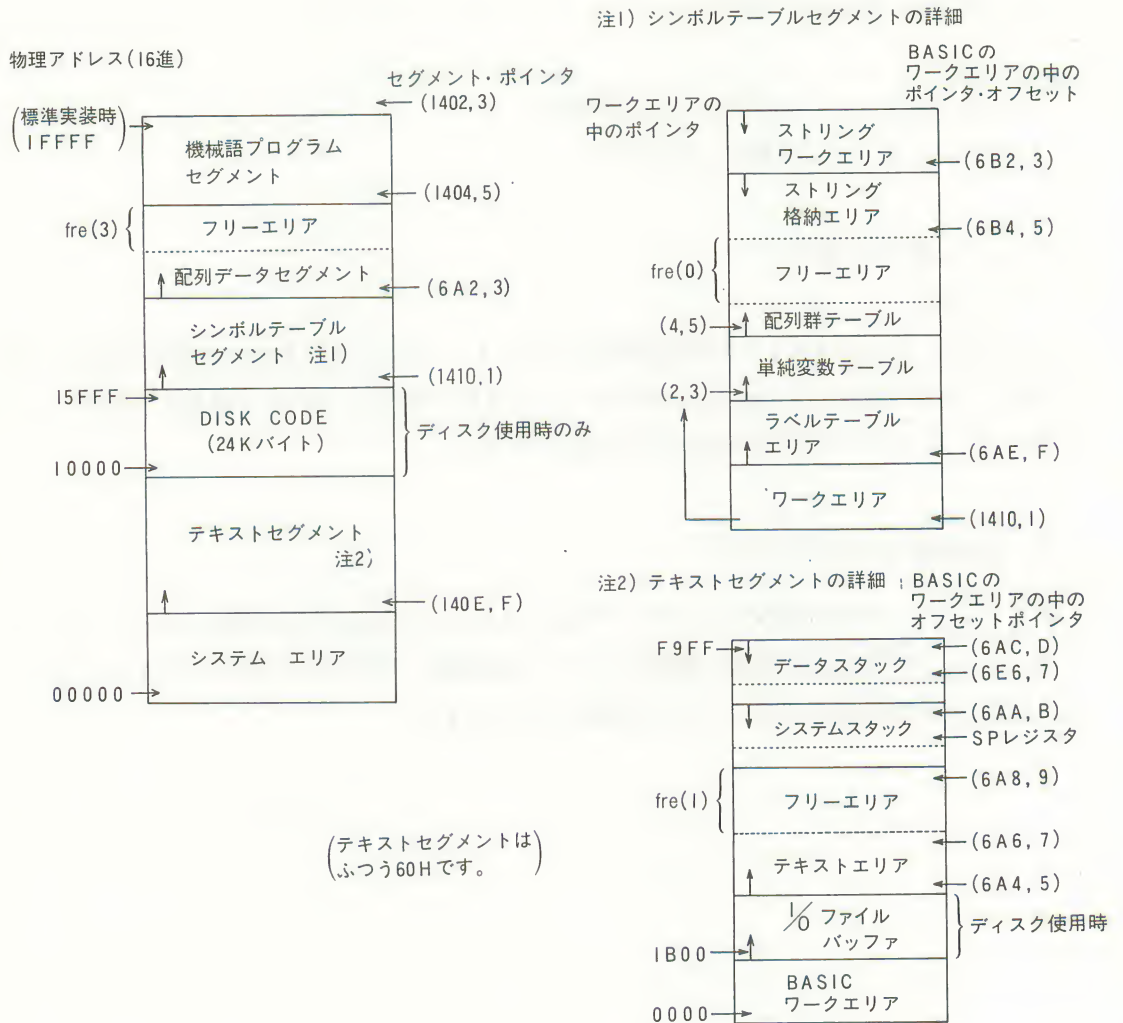 物理アドレス(16進)
(標準実装時
1FFFF)
セグメント・ポインタ
(1402,3)
機械語プログラム
セグメント
(1404,5)
fre(3)
フリーエリア
配列データセグメント
(6A2,3)
シンボルテーブル
セグメント 注1)
(1410,1)
15FFF
DISK CODE
(24Kバイト)
ディスク使用時のみ
10000
テキストセグメント
注2)
(140E,F)
システム エリア
00000
(テキストセグメントは
ふつう60Hです。)
注1) シンボルテーブルセグメントの詳細
BASICの
ワークエリアの中の
ポインタ・オフセット
ワークエリアの
中のポインタ
ストリング
ワークエリア
(6B2,3)
ストリング
格納エリア
(6B4,5)
fre(0)
フリーエリア
(4,5)
配列群テーブル
単純変数テーブル
(2,3)
ラベルテーブル
エリア
(6AE,F)
ワークエリア
(1410,1)
注2) テキストセグメントの詳細
BASICの
ワークエリアの中の
オフセットポインタ
F9FF
(6AC,D)
データスタック
(6E6,7)
(6AA,B)
システムスタック
SPレジスタ
(6A8,9)
fre(1)
フリーエリア
(6A6,7)
テキストエリア
(6A4,5)
I/O ファイル
バッファ
ディスク使用時
1B00
BASIC
ワークエリア
0000